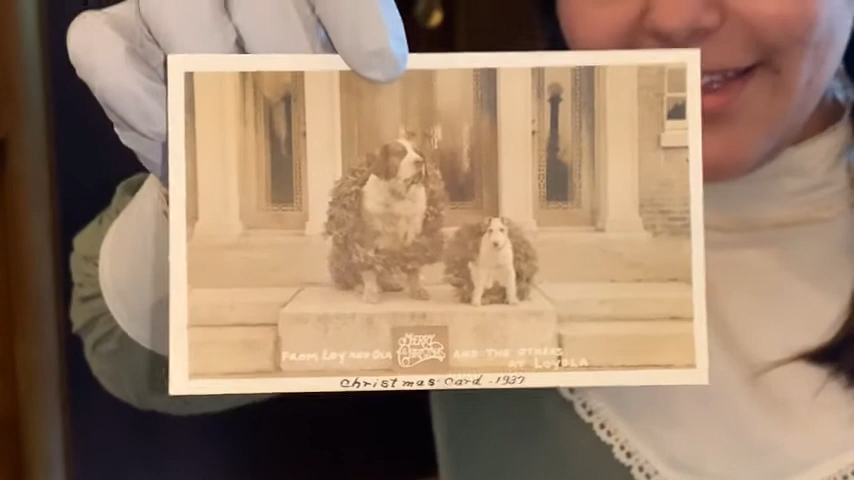 MERRY
CHRISTMAS
FROM LOY AND OLA AND THE OTHERS
AT LOYOLA
Christmas Card - 1937